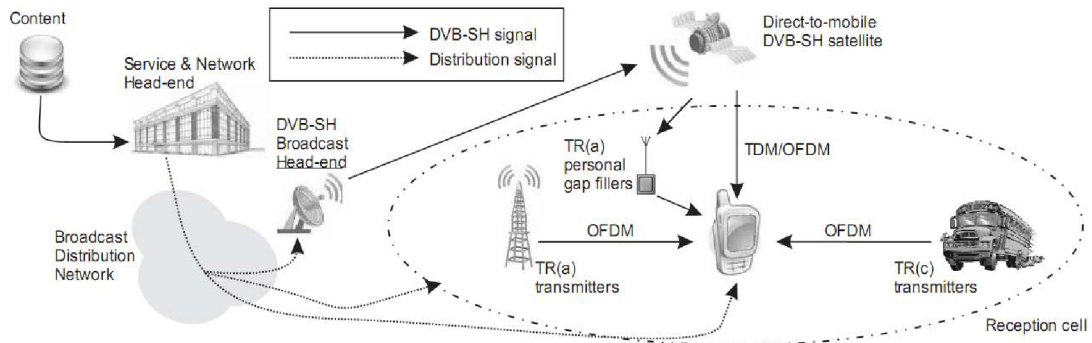 Content
Service & Network
Head-end
DVB-SH signal
Distribution signal
Direct-to-mobile
DVB-SH satellite
DVB-SH
Broadcast
Head-end
TR(a)
personal
gap fillers
TDM/OFDM
Broadcast
Distribution
Network
OFDM
OFDM
TR(a)
transmitters
TR(c)
transmitters
Reception cell